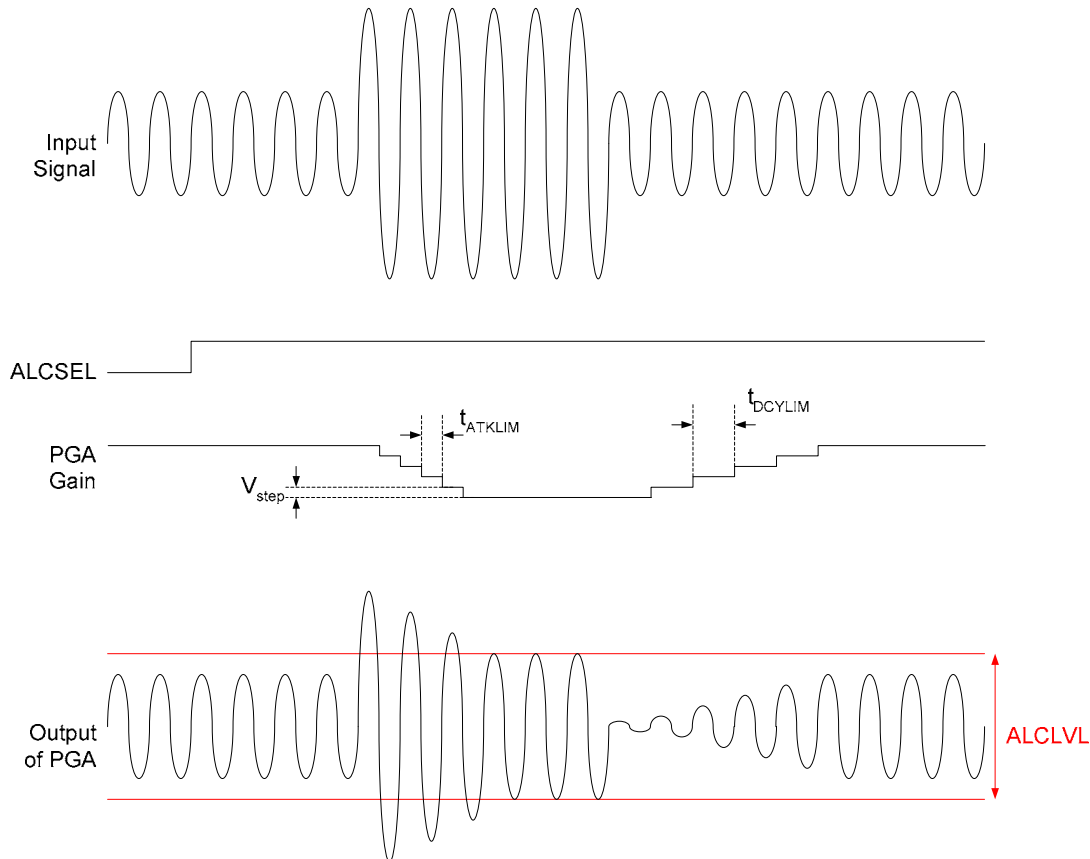 Input
Signal
ALCSEL
tATKLIM
tDCYLIM
PGA
Gain
Vstep
Output
of PGA
ALCLVL